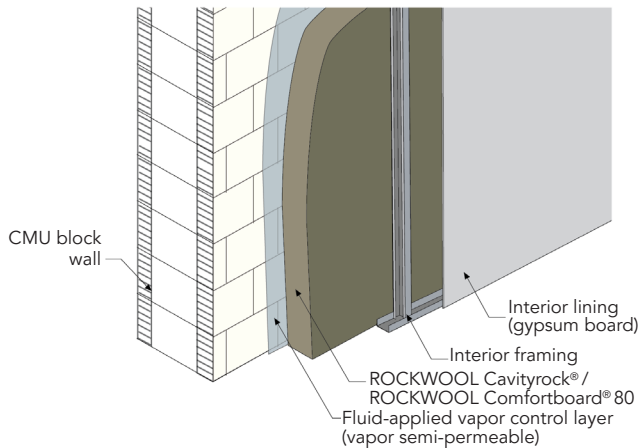 CMU block
wall
Interior lining
(gypsum board)
Interior framing
ROCKWOOL Cavityrock® /
ROCKWOOL Comfortboard® 80
Fluid-applied vapor control layer
(vapor semi-permeable)